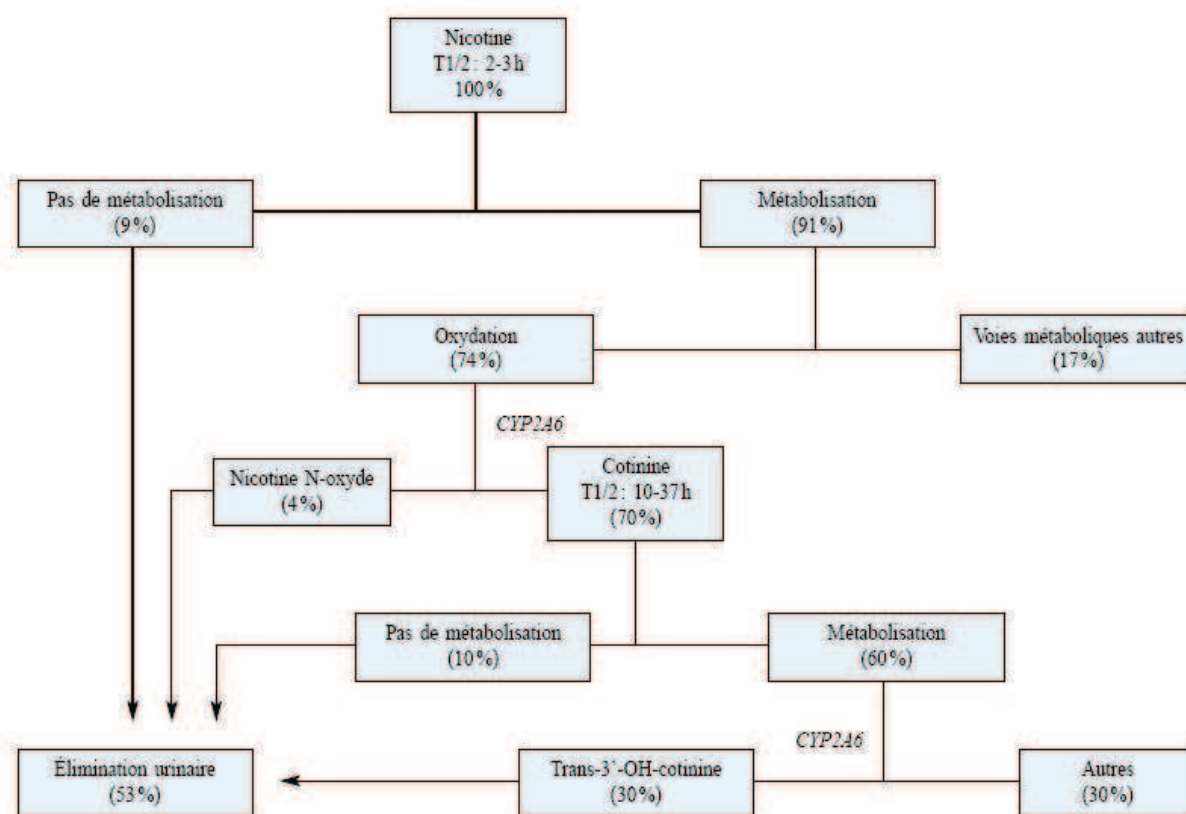 Nicotine
T1/2 : 2-3 h
100%
Pas de métabolisation
(9%)
Métabolisation
(91%)
Oxydation
(74%)
Voies métaboliques autres
(17%)
CYP2A6
Nicotine N-oxyde
(4%)
Cotinine
T1/2 : 10-37 h
(70%)
Pas de métabolisation
(10%)
Métabolisation
(60%)
CYP2A6
Élimination urinaire
(53%)
Trans-3’-OH-cotinine
(30%)
Autres
(30%)